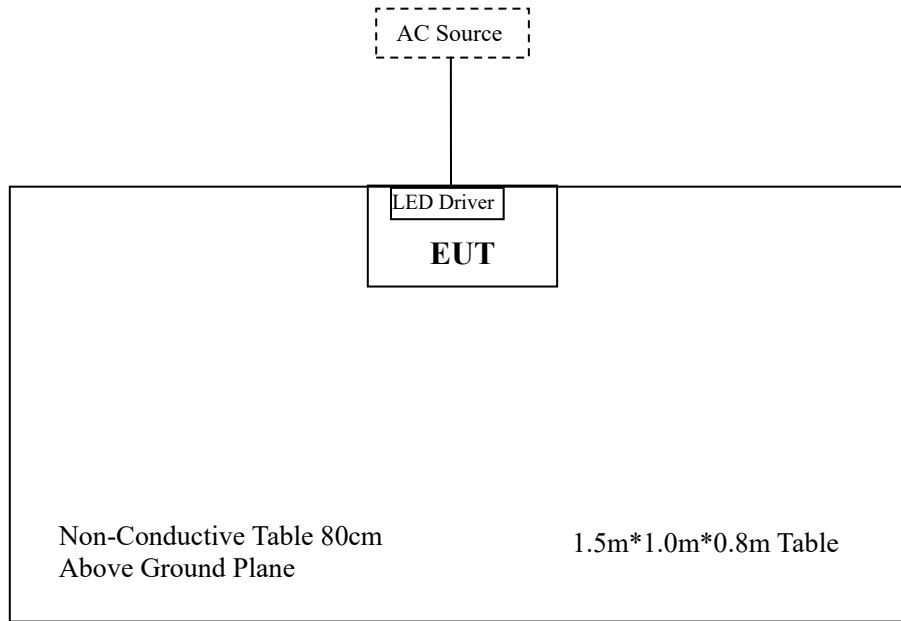 AC Source
LED Driver
EUT
Non-Conductive Table 80cm
Above Ground Plane
1.5m*1.0m*0.8m Table